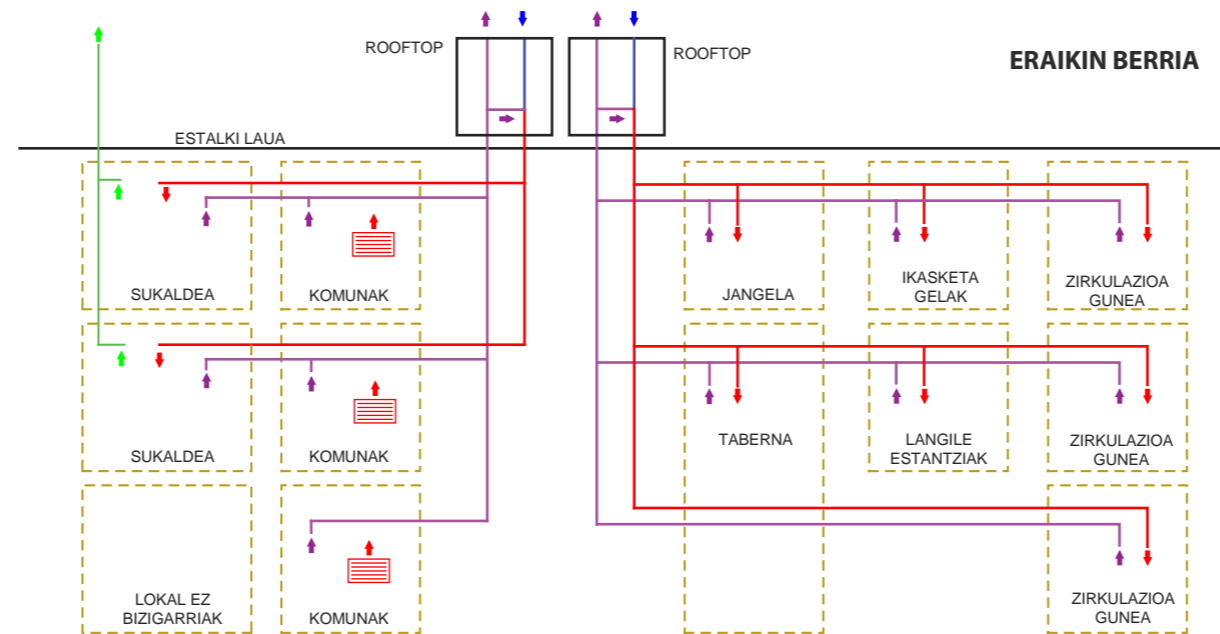 ROOFTOP
ROOFTOP
ERAIKIN BERRIA
ESTALKI LAUA
SUKALDEA
KOMUNAK
JANGELA
IKASKETA
GELAK
ZIRKULAZIOA
GUNEA
SUKALDEA
KOMUNAK
TABERNA
LANGILE
ESTANTZIAK
ZIRKULAZIOA
GUNEA
LOKAL EZ
BIZIGARRIAK
KOMUNAK
ZIRKULAZIOA
GUNEA